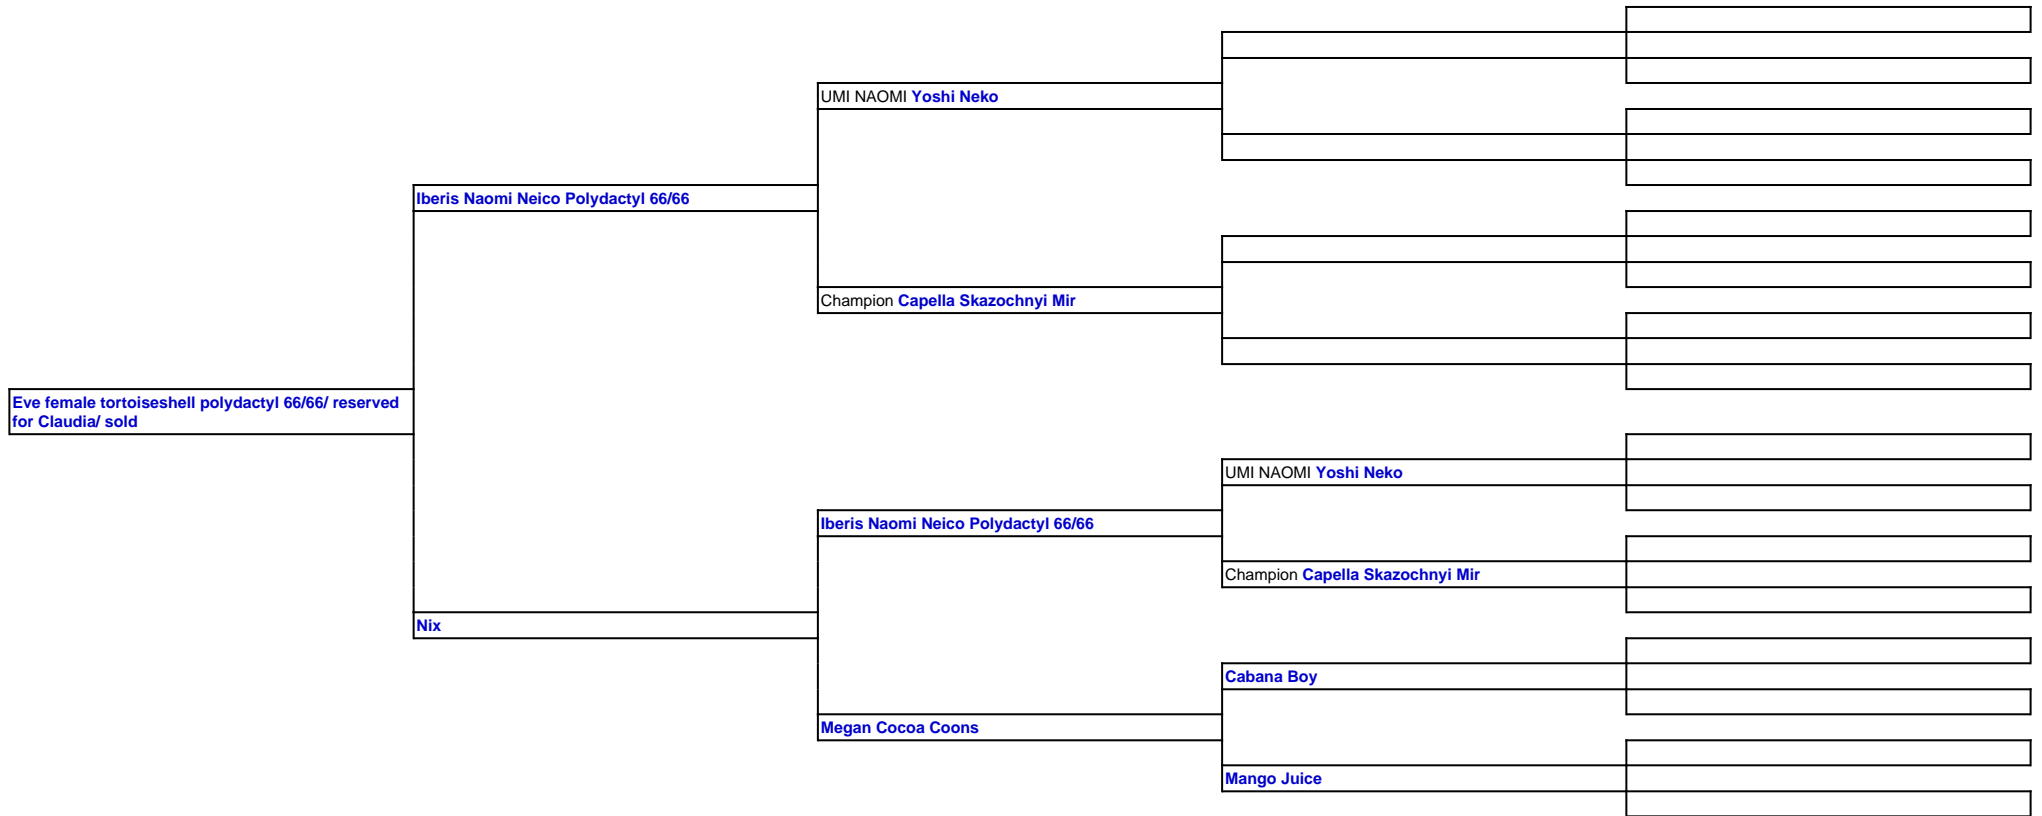 UMI NAOMI Yoshi Neko
Iberis Naomi Neico Polydactyl 66/66
Champion Capella Skazochnyi Mir
Eve female tortoiseshell polydactyl 66/66/ reserved
for Claudia/ sold
UMI NAOMI Yoshi Neko
Iberis Naomi Neico Polydactyl 66/66
Champion Capella Skazochnyi Mir
Nix
Cabana Boy
Megan Cocoa Coons
Mango Juice